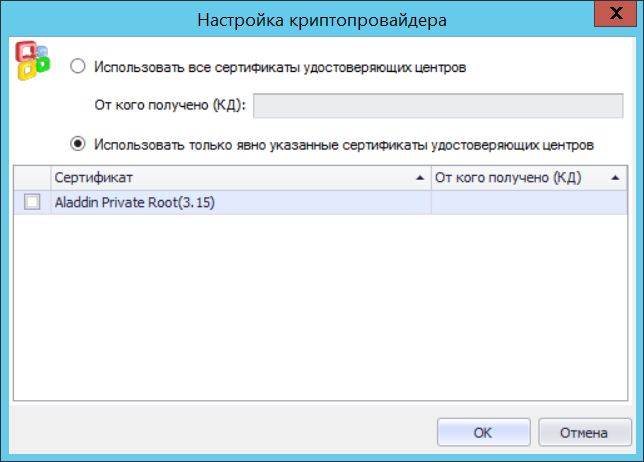 Настройка криптопровайдера
Использовать все сертификаты удостоверяющих центров
От кого получено (КД):
Использовать только явно указанные сертификаты удостоверяющих центров
Сертификат От кого получено (КД)
Aladdin Private Root(3.15)
OK Отмена